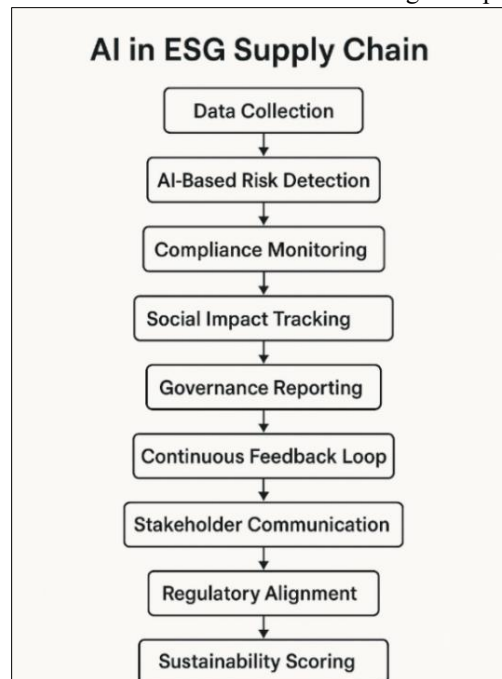 AI in ESG Supply Chain
Data Collection
AI-Based Risk Detection
Compliance Monitoring
Social Impact Tracking
Governance Reporting
Continuous Feedback Loop
Stakeholder Communication
Regulatory Alignment
Sustainability Scoring